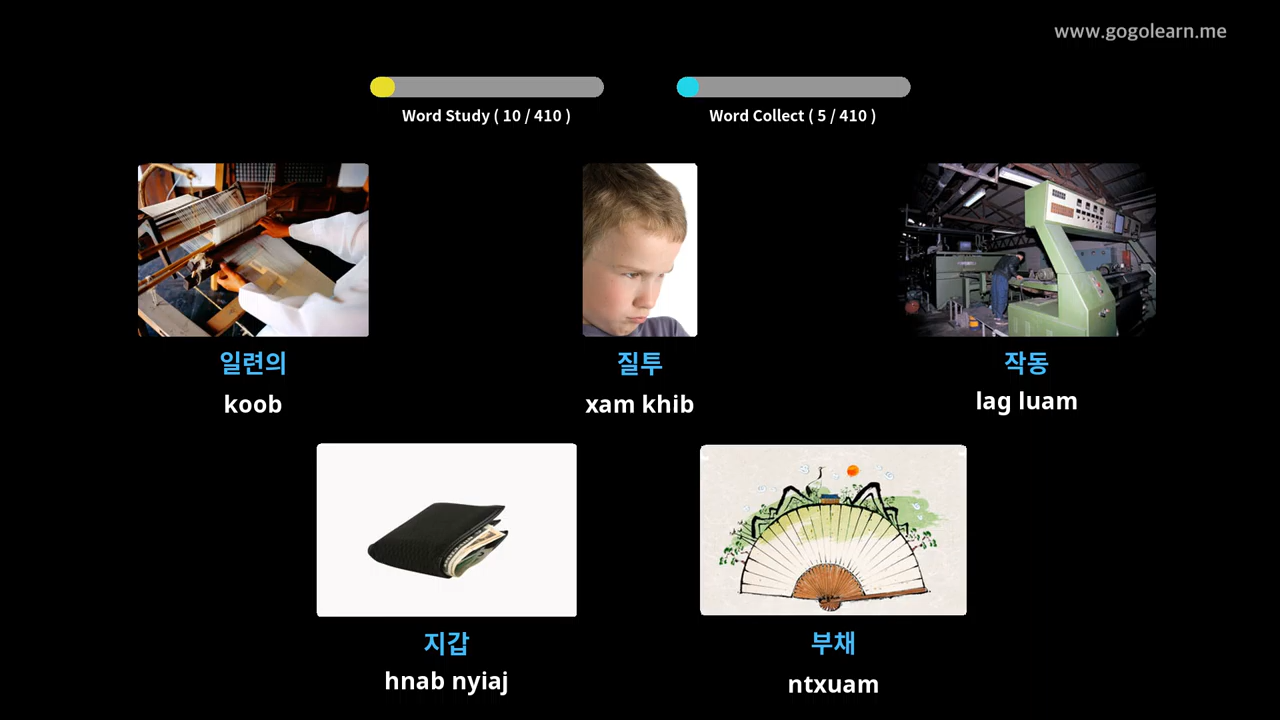 www.gogolearn.me
Word Study ( 10 / 410 )
Word Collect ( 5 / 410 )
일련의
koob
질투
xam khib
작동
lag luam
지갑
hnab nyiaj
부채
ntxuam